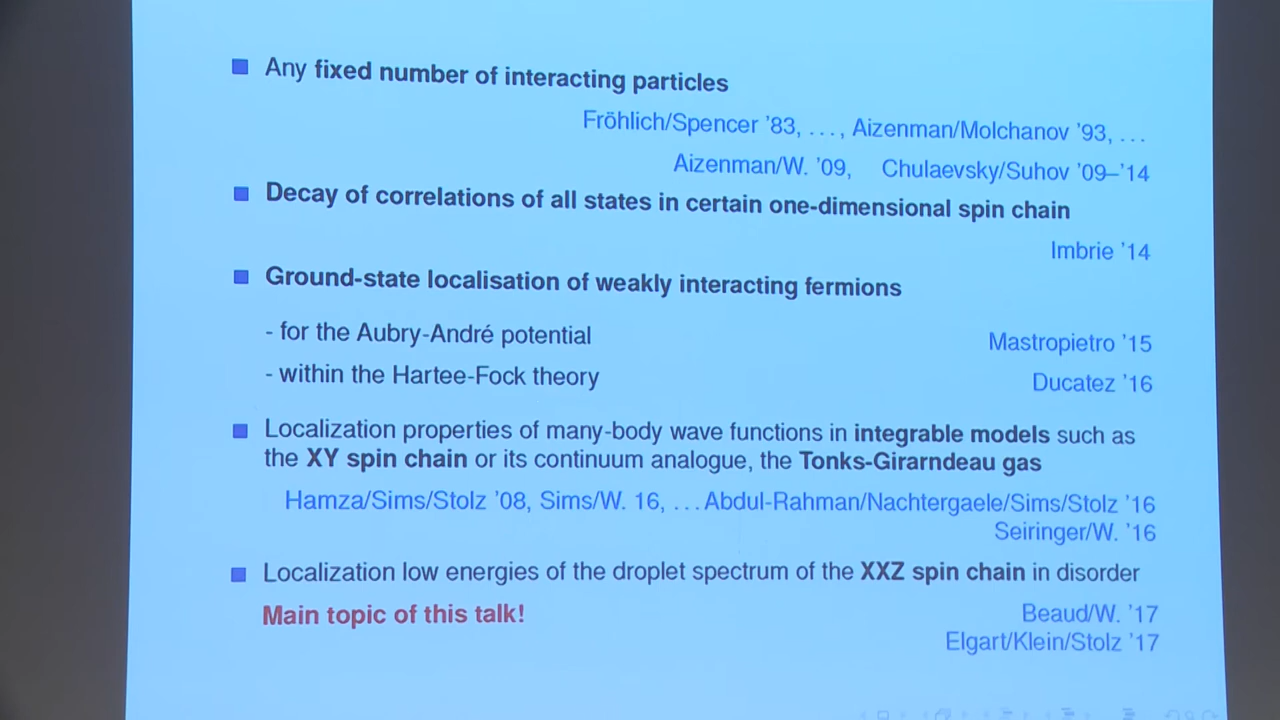 Any fixed number of interacting particles
Fröhlich/Spencer '83, ..., Aizenman/Molchanov '93, ...
Aizenman/W. '09, Chulaevsky/Suhov '09–'14
Decay of correlations of all states in certain one-dimensional spin chain
Imbrie '14
Ground-state localisation of weakly interacting fermions
- for the Aubry-André potential
Mastropietro '15
- within the Hartee-Fock theory
Ducatez '16
Localization properties of many-body wave functions in integrable models such as
the XY spin chain or its continuum analogue, the Tonks-Girarndeau gas
Hamza/Sims/Stolz '08, Sims/W. 16, ... Abdul-Rahman/Nachtergaele/Sims/Stolz '16
Seiringer/W. '16
Localization low energies of the droplet spectrum of the XXZ spin chain in disorder
Main topic of this talk!
Beaud/W. '17
Elgart/Klein/Stolz '17